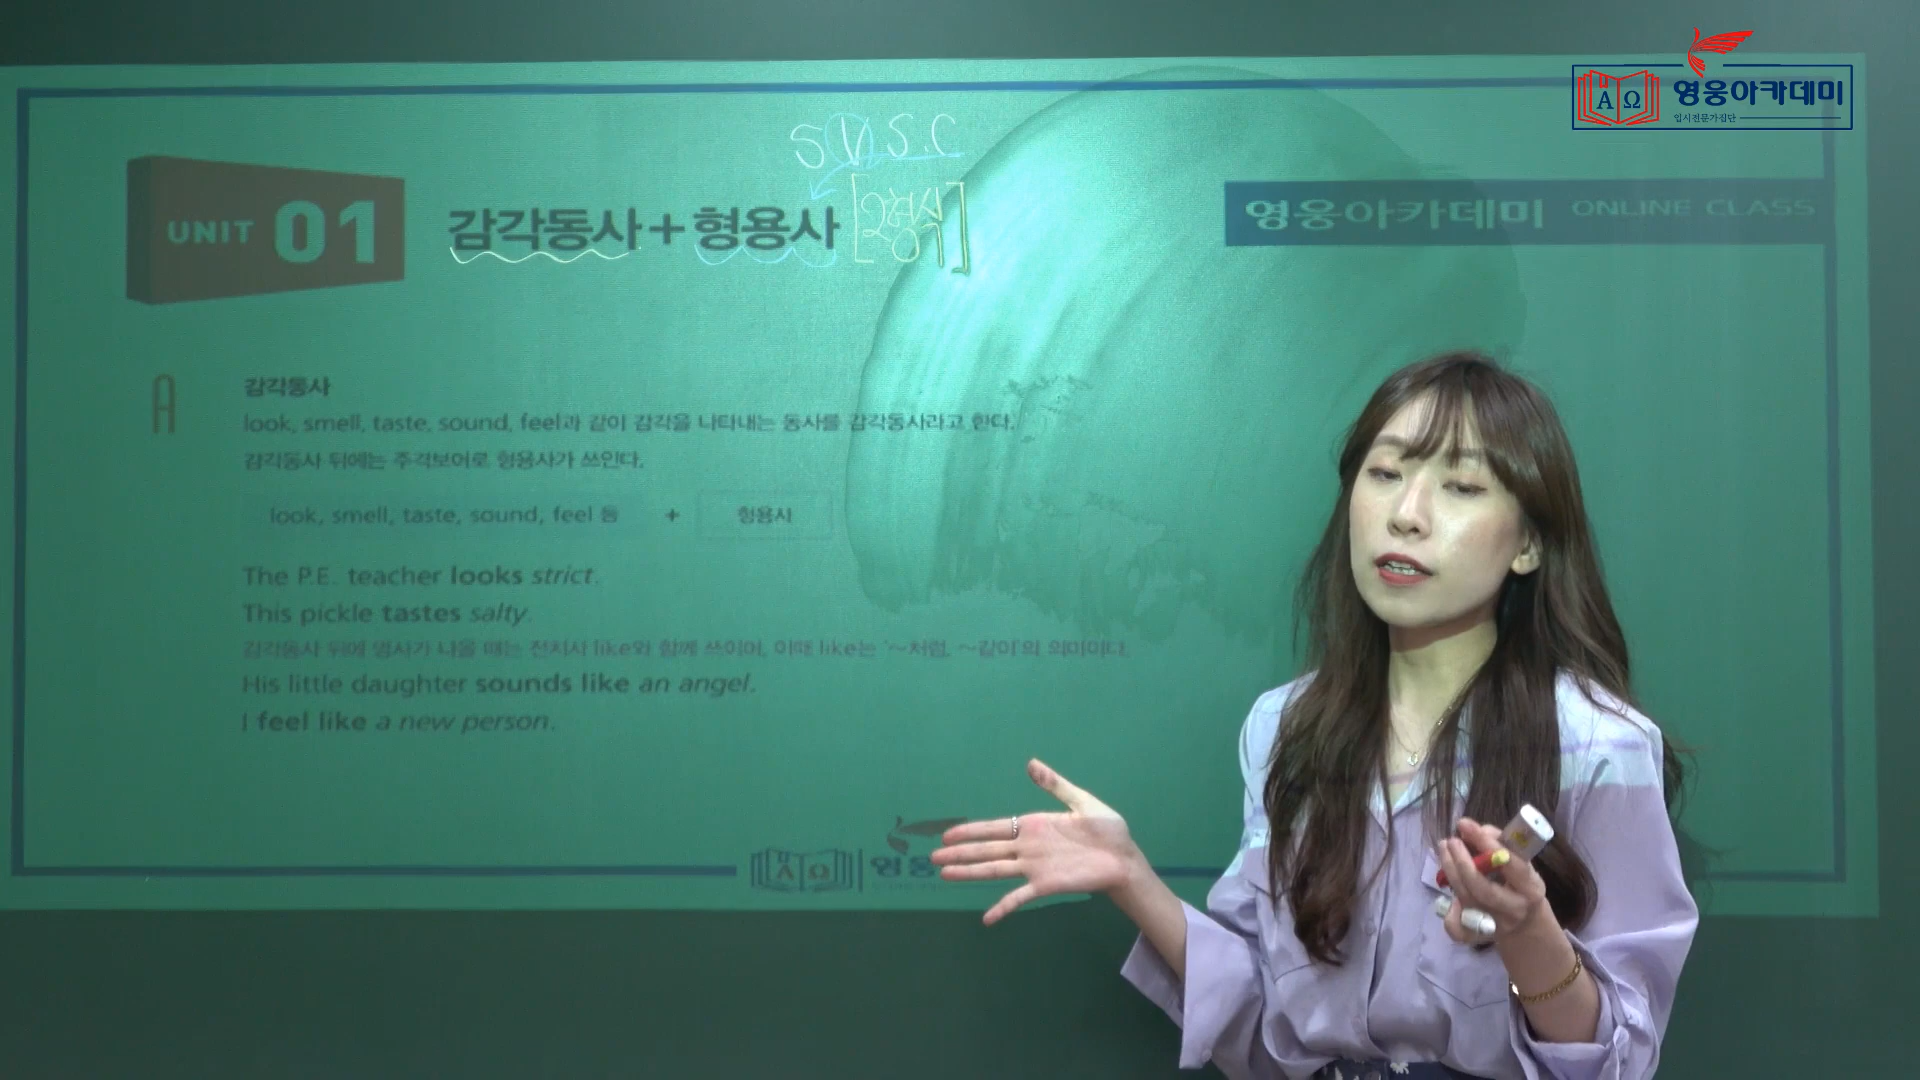 영웅아카데미
입시전문가집단
A Ω
S V S.C
UNIT 01
감각동사 + 형용사 [2형식]
영웅아카데미 ONLINE CLASS
A
감각동사
look, smell, taste, sound, feel과 같이 감각을 나타내는 동사를 감각동사라고 한다.
감각동사 뒤에는 주격보어로 형용사가 쓰인다.
look, smell, taste, sound, feel 등 + 형용사
The P.E. teacher looks strict.
This pickle tastes salty.
감각동사 뒤에 명사가 나올 때는 전치사 like와 함께 쓰이며, 이때 like는 '~처럼, ~같이'의 의미이다.
His little daughter sounds like an angel.
I feel like a new person.
A Ω 영웅